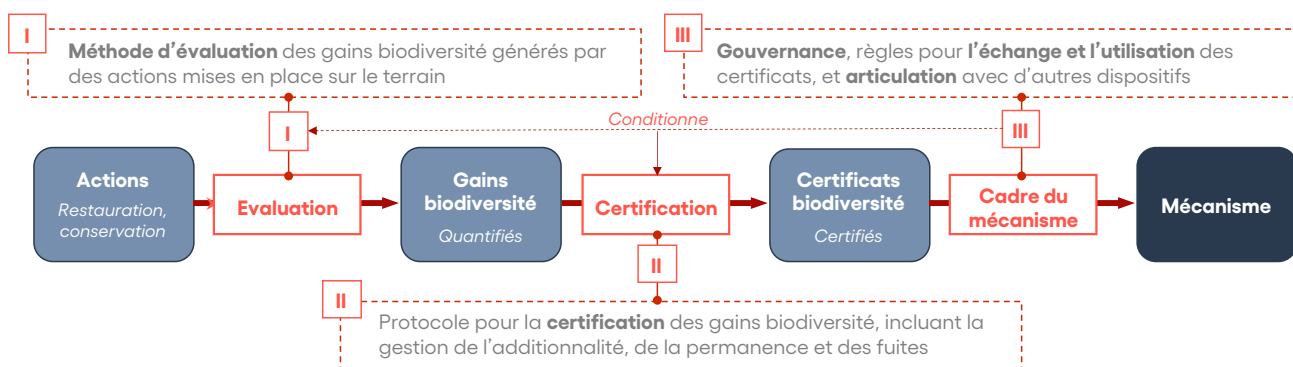 I
Méthode d'évaluation des gains biodiversité générés par
des actions mises en place sur le terrain
III
Gouvernance, règles pour l'échange et l'utilisation des
certificats, et articulation avec d'autres dispositifs
I
Conditionne
III
Actions
Restauration,
conservation
Evaluation
Gains
biodiversité
Quantifiés
Certification
Certificats
biodiversité
Certifiés
Cadre du
mécanisme
Mécanisme
II
II
Protocole pour la certification des gains biodiversité, incluant la
gestion de l'additionnalité, de la permanence et des fuites